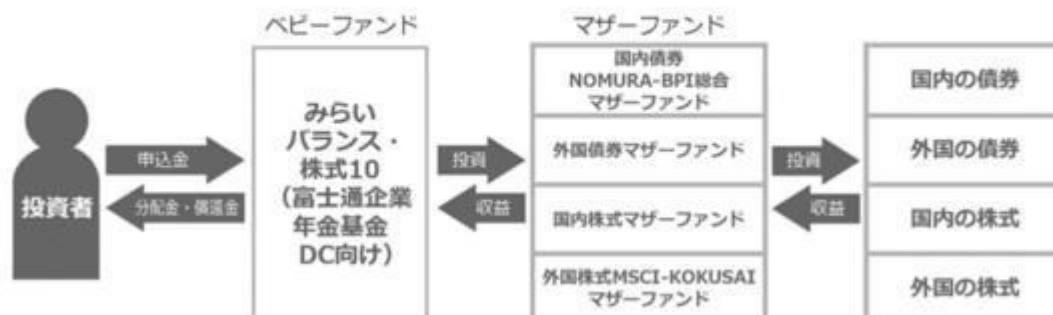 ベビーファンド
マザーファンド
投資者
申込金
分配金・償還金
みらい
バランス・
株式10
（富士通企業
年金基金
DC向け）
投資
収益
国内債券
NOMURA-BPI総合
マザーファンド
外国債券マザーファンド
国内株式マザーファンド
外国株式MSCI-KOKUSAI
マザーファンド
投資
収益
国内の債券
外国の債券
国内の株式
外国の株式